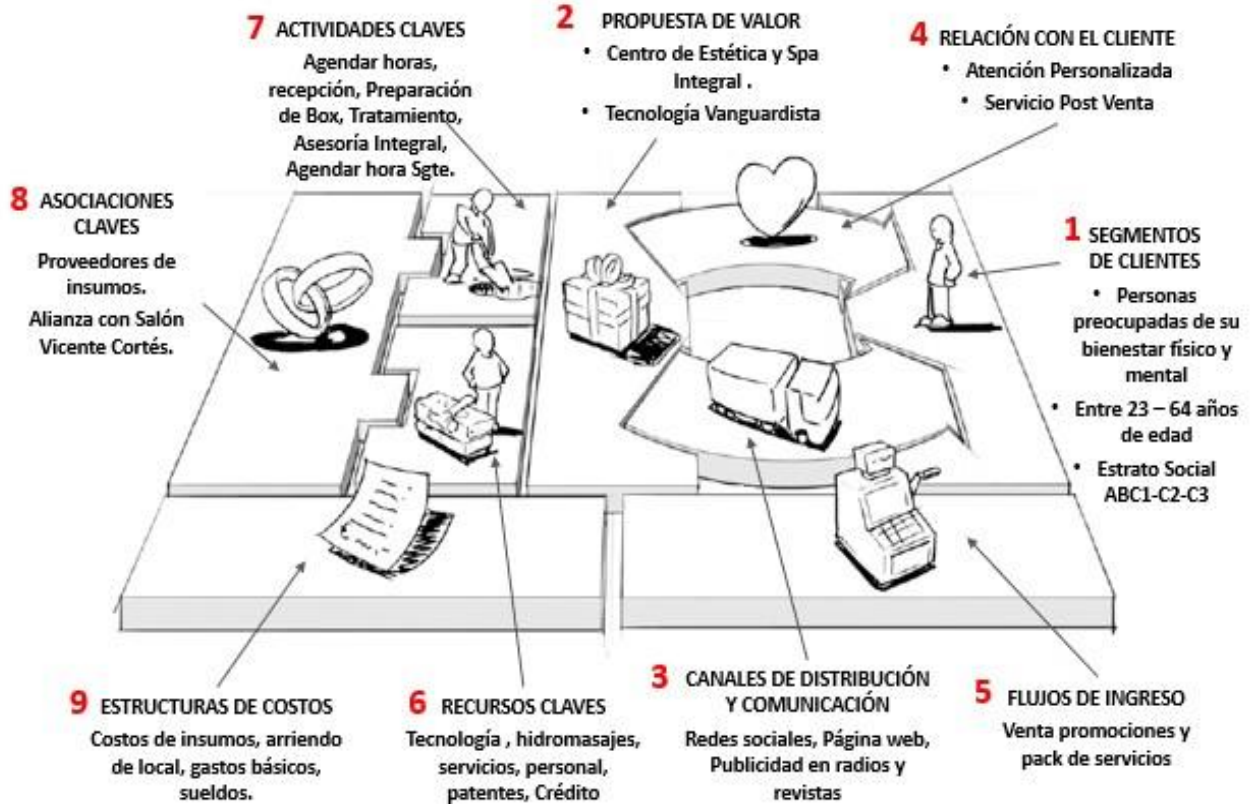 7 ACTIVIDADES CLAVES
Agendar horas,
recepción, Preparación
de Box, Tratamiento,
Asesoría Integral,
Agendar hora Sgte.
2 PROPUESTA DE VALOR
• Centro de Estética y Spa
Integral .
• Tecnología Vanguardista
4 RELACIÓN CON EL CLIENTE
• Atención Personalizada
• Servicio Post Venta
8 ASOCIACIONES
CLAVES
Proveedores de
insumos.
Alianza con Salón
Vicente Cortés.
1 SEGMENTOS
DE CLIENTES
• Personas
preocupadas de su
bienestar físico y
mental
• Entre 23 – 64 años
de edad
• Estrato Social
ABC1-C2-C3
9 ESTRUCTURAS DE COSTOS
Costos de insumos, arriendo
de local, gastos básicos,
sueldos.
6 RECURSOS CLAVES
Tecnología , hidromasajes,
servicios, personal,
patentes, Crédito
3 CANALES DE DISTRIBUCIÓN
Y COMUNICACIÓN
Redes sociales, Página web,
Publicidad en radios y
revistas
5 FLUJOS DE INGRESO
Venta promociones y
pack de servicios